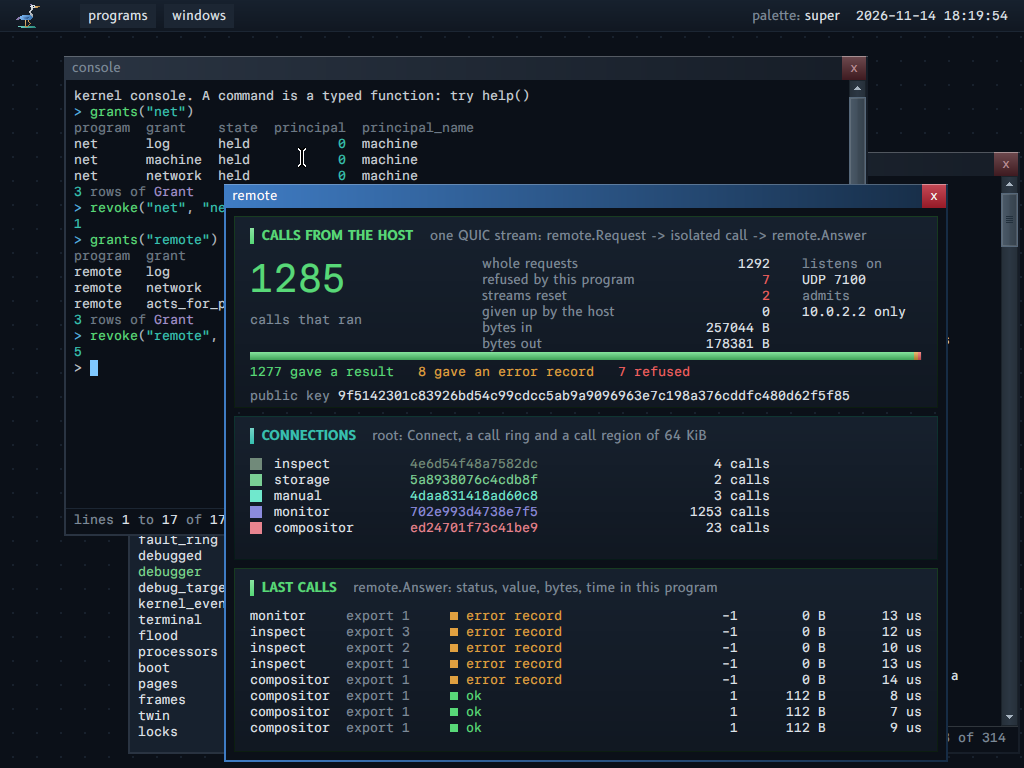 programs windows palette: super 2026-11-14 18:19:54
console x
kernel console. A command is a typed function: try help()
> grants("net")
program grant state principal principal_name
net log held 0 machine
net machine held 0 machine
net network held 0 machine
3 rows of Grant
> revoke("net", "ne
1
> grants("remote")
program grant
remote log
remote network
remote acts_for_p
3 rows of Grant
> revoke("remote",
5
>
lines 1 to 17 of 17
x
remote x
CALLS FROM THE HOST one QUIC stream: remote.Request -> isolated call -> remote.Answer
1285
calls that ran
whole requests 1292
refused by this program 7
streams reset 2
given up by the host 0
bytes in 257044 B
bytes out 178381 B
listens on
UDP 7100
admits
10.0.2.2 only
1277 gave a result 8 gave an error record 7 refused
public key 9f5142301c83926bd54c99cdcc5ab9a9096963e7c198a376cddfc480d62f5f85
CONNECTIONS root: Connect, a call ring and a call region of 64 KiB
inspect 4e6d54f48a7582dc 4 calls
storage 5a8938076c4cdb8f 2 calls
manual 4daa831418ad60c8 3 calls
monitor 702e993d4738e7f5 1253 calls
compositor ed24701f73c41be9 23 calls
LAST CALLS remote.Answer: status, value, bytes, time in this program
monitor export 1 error record -1 0 B 13 us
inspect export 3 error record -1 0 B 12 us
inspect export 2 error record -1 0 B 10 us
inspect export 1 error record -1 0 B 13 us
compositor export 1 error record -1 0 B 14 us
compositor export 1 ok 1 112 B 8 us
compositor export 1 ok 1 112 B 7 us
compositor export 1 ok 1 112 B 9 us
fault_ring
debugged
debugger
debug_targe
kernel_even
terminal
flood
processors
boot
pages
frames
twin
locks
a
of 314